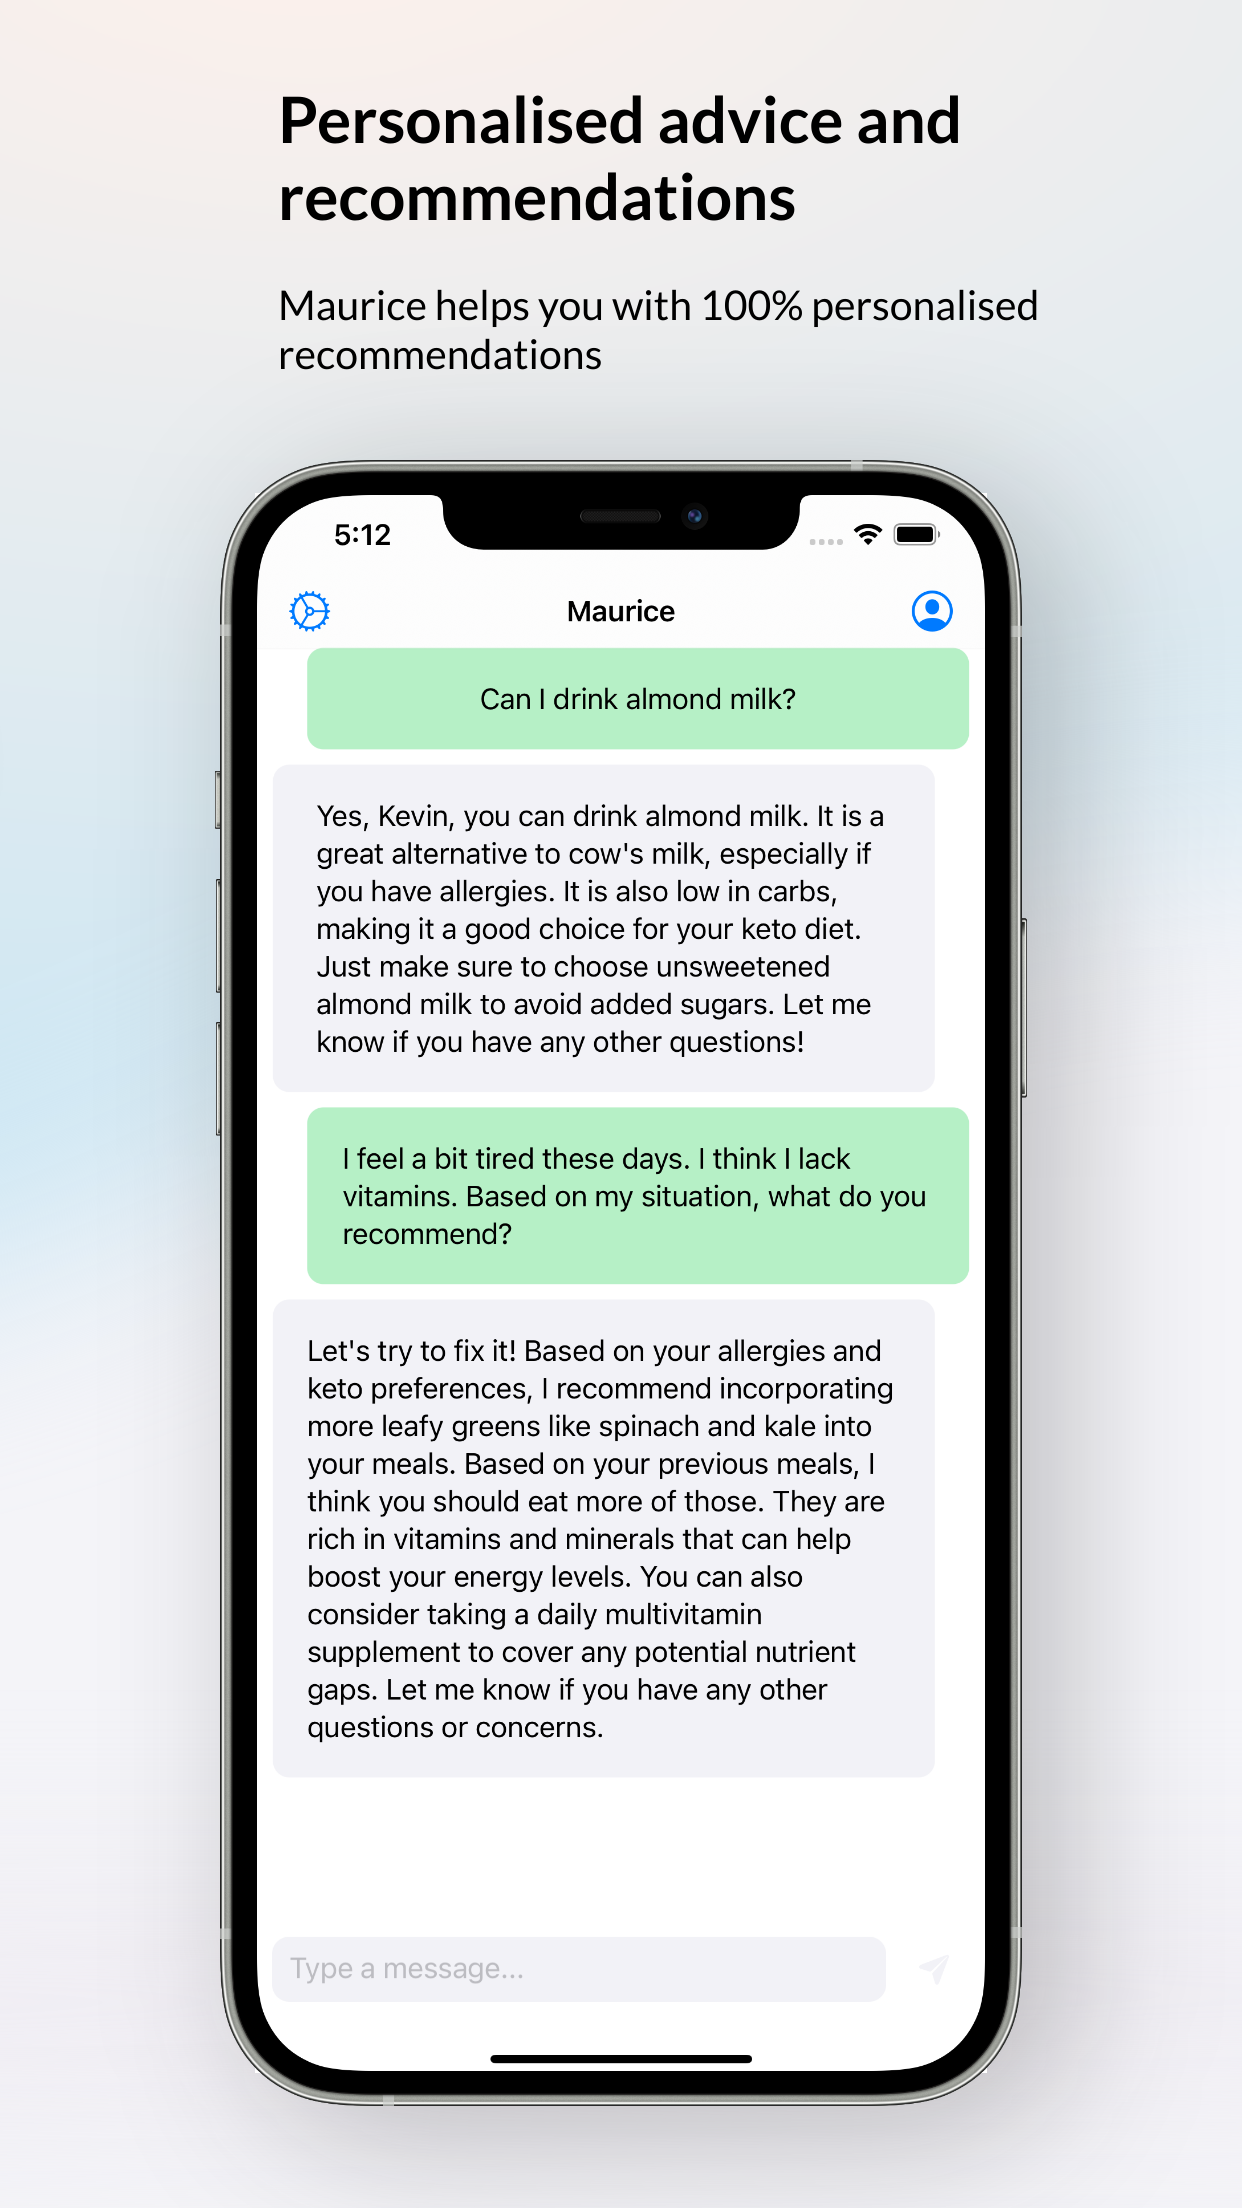 Personalised advice and
recommendations
Maurice helps you with 100% personalised
recommendations
5:12
Maurice
Can I drink almond milk?
Yes, Kevin, you can drink almond milk. It is a
great alternative to cow's milk, especially if
you have allergies. It is also low in carbs,
making it a good choice for your keto diet.
Just make sure to choose unsweetened
almond milk to avoid added sugars. Let me
know if you have any other questions!
I feel a bit tired these days. I think I lack
vitamins. Based on my situation, what do you
recommend?
Let's try to fix it! Based on your allergies and
keto preferences, I recommend incorporating
more leafy greens like spinach and kale into
your meals. Based on your previous meals, I
think you should eat more of those. They are
rich in vitamins and minerals that can help
boost your energy levels. You can also
consider taking a daily multivitamin
supplement to cover any potential nutrient
gaps. Let me know if you have any other
questions or concerns.
Type a message...